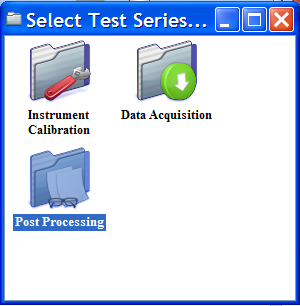 Select Test Series...
Instrument
Calibration
Data Acquisition
Post Processing